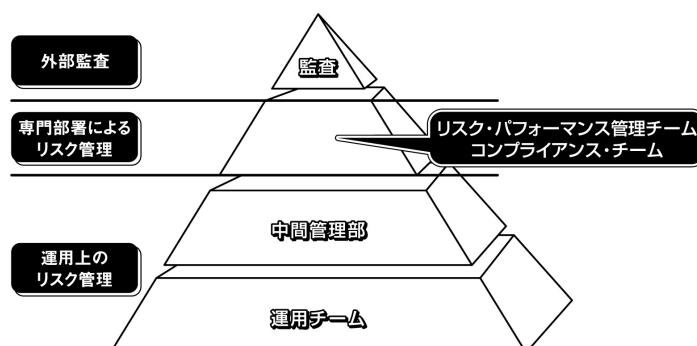 外部監査
監査
専門部署による
リスク管理
リスク・パフォーマンス管理チーム
コンプライアンス・チーム
中間管理部
運用上の
リスク管理
運用チーム